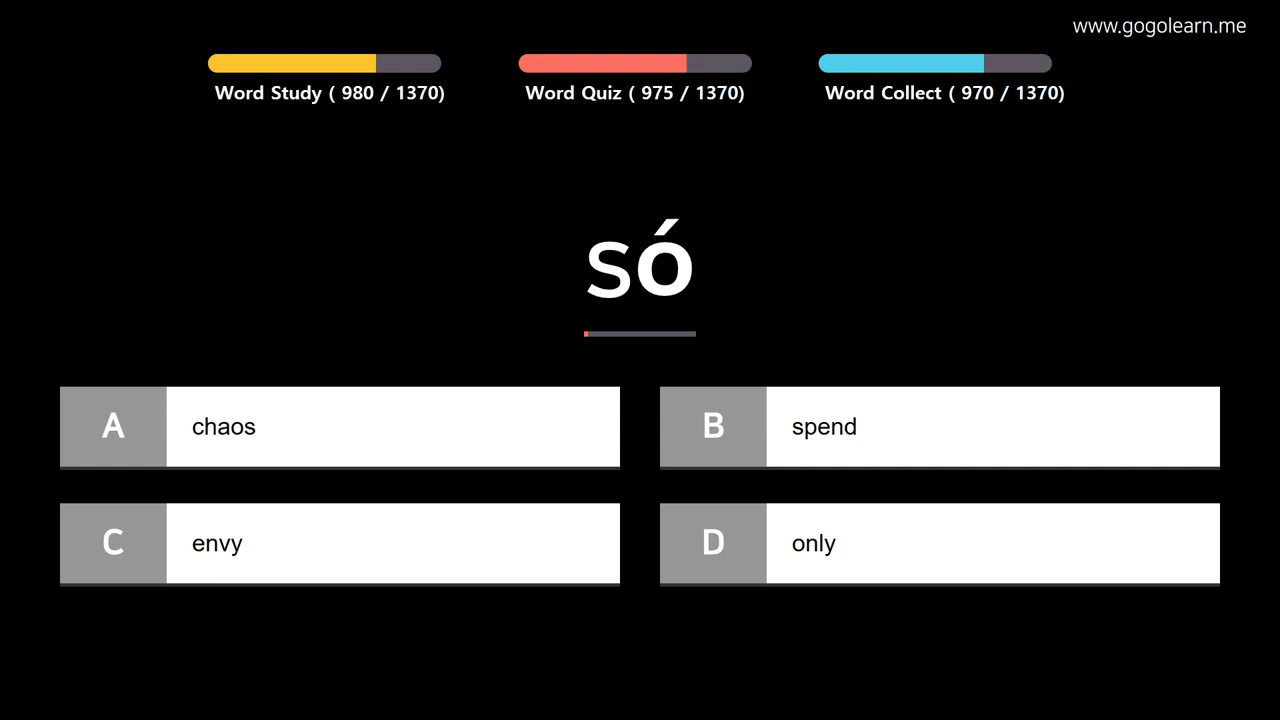 www.gogolearn.me
Word Study ( 980 / 1370)
Word Quiz ( 975 / 1370)
Word Collect ( 970 / 1370)
só
A chaos
B spend
C envy
D only